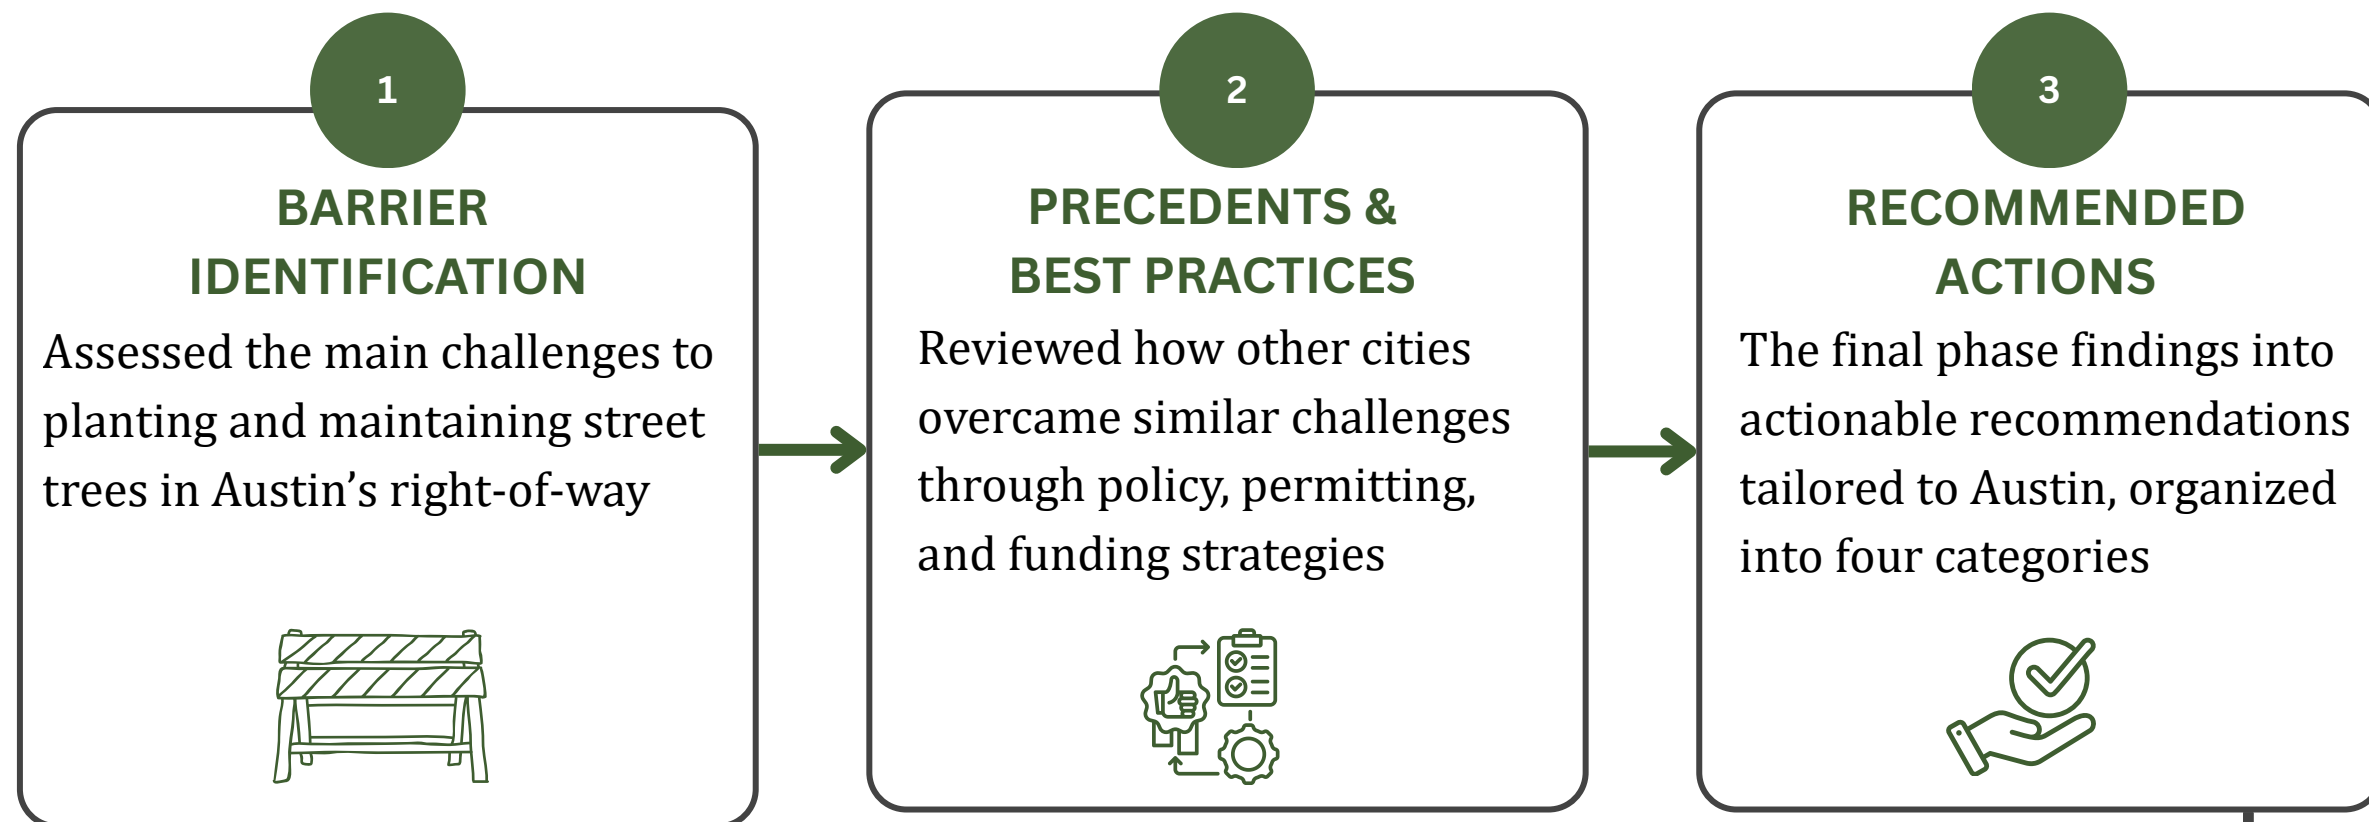 1
BARRIER
IDENTIFICATION
Assessed the main challenges to
planting and maintaining street
trees in Austin’s right-of-way
2
PRECEDENTS &
BEST PRACTICES
Reviewed how other cities
overcame similar challenges
through policy, permitting,
and funding strategies
3
RECOMMENDED
ACTIONS
The final phase findings into
actionable recommendations
tailored to Austin, organized
into four categories